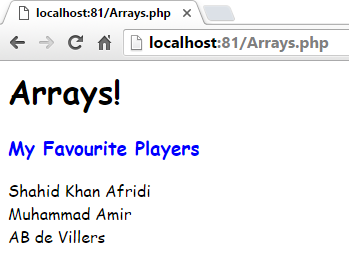 localhost:81/Arrays.php
localhost:81/Arrays.php
Arrays!
My Favourite Players
Shahid Khan Afridi
Muhammad Amir
AB de Villers